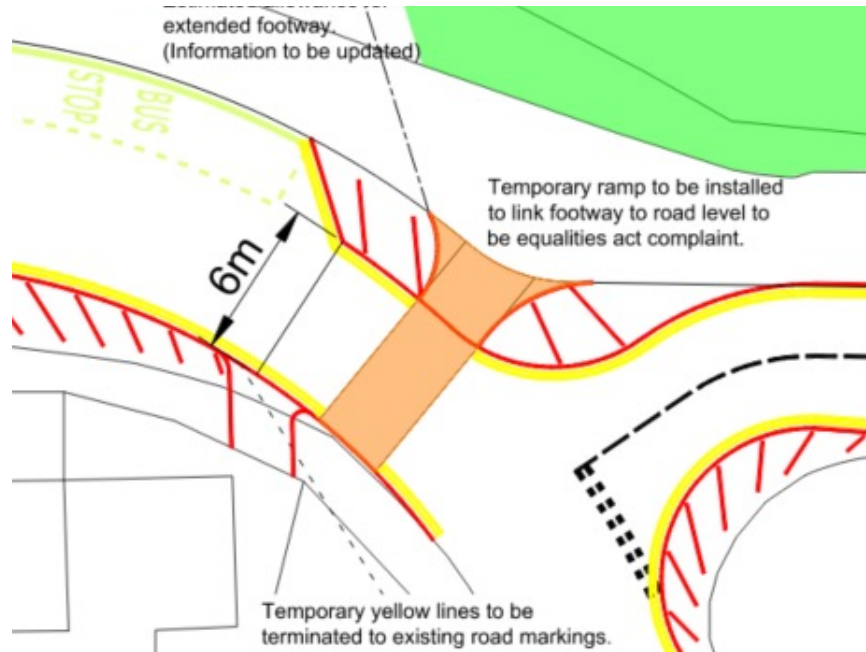 extended footway.
(Information to be updated)
BUS
STOP
Temporary ramp to be installed
to link footway to road level to
be equalities act complaint.
6m
Temporary yellow lines to be
terminated to existing road markings.